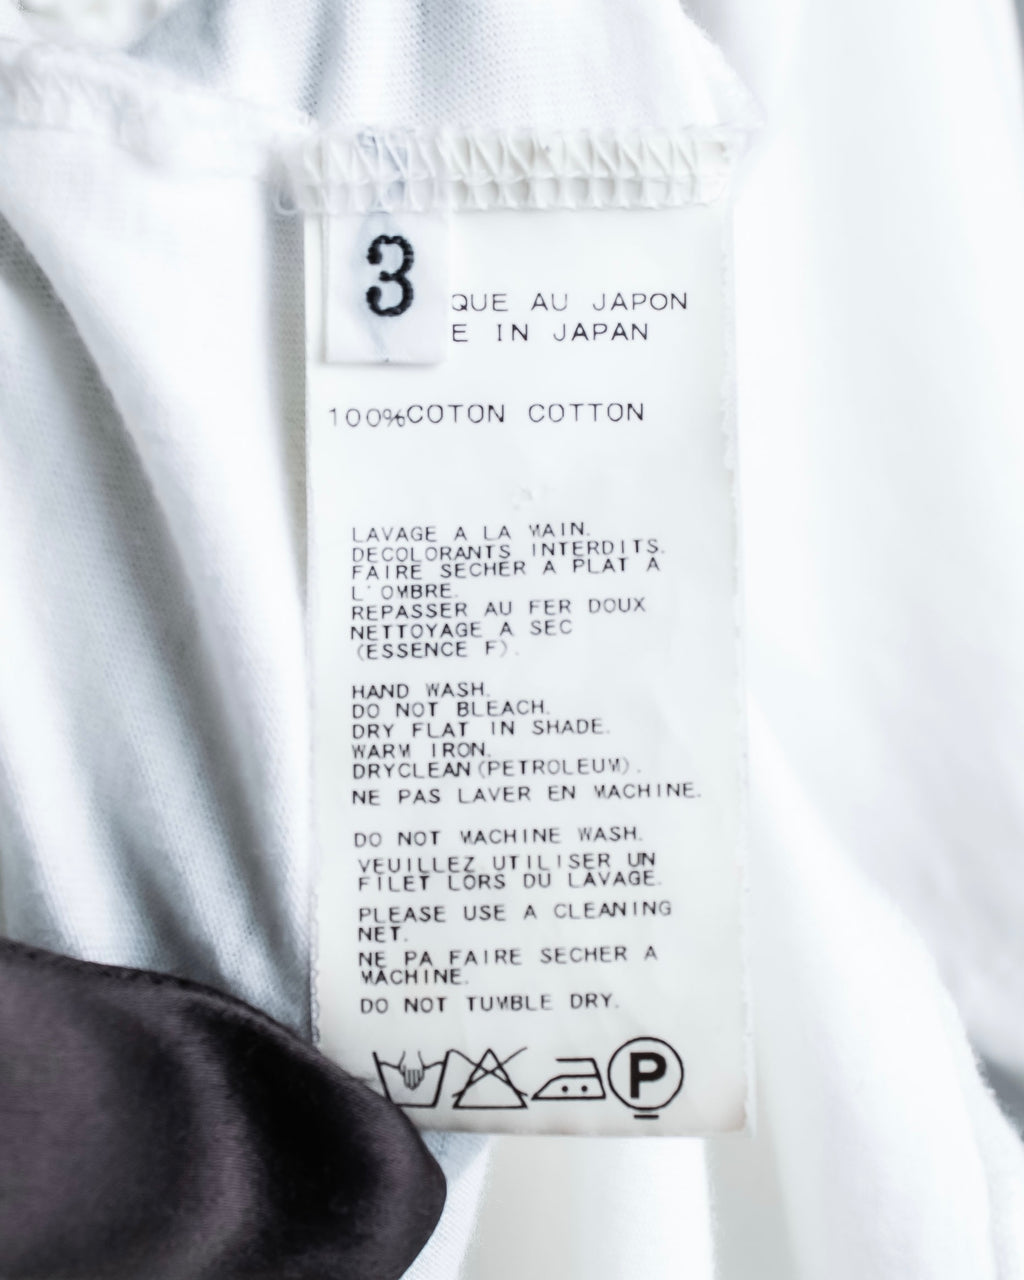 3
QUE AU JAPON
E IN JAPAN
100%COTON COTTON
LAVAGE A LA MAIN.
DECOLORANTS INTERDITS.
FAIRE SECHER A PLAT A
L'OMBRE.
REPASSER AU FER DOUX
NETTOYAGE A SEC
(ESSENCE F).
HAND WASH.
DO NOT BLEACH.
DRY FLAT IN SHADE.
WARM IRON.
DRYCLEAN(PETROLEUM).
NE PAS LAVER EN MACHINE.
DO NOT MACHINE WASH.
VEUILLEZ UTILISER UN
FILET LORS DU LAVAGE.
PLEASE USE A CLEANING
NET.
NE PA FAIRE SECHER A
MACHINE.
DO NOT TUMBLE DRY.
P